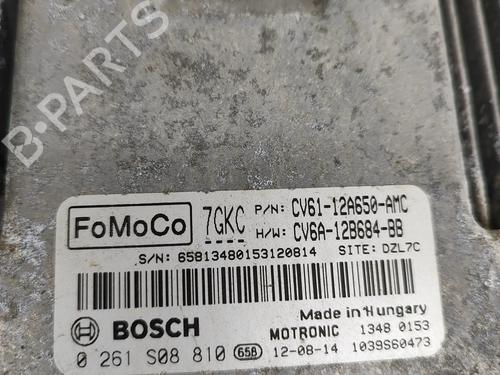 B-PARTS
FoMoCo
7GKC
P/N: CV61-12A650-AMC
H/W: CV6A-12B684-BB
S/N: 65813480153120814 SITE: DZL7C
Made in Hungary
BOSCH
MOTRONIC 1348 0153
0 261 S08 810 65B 12-08-14 1039S60473